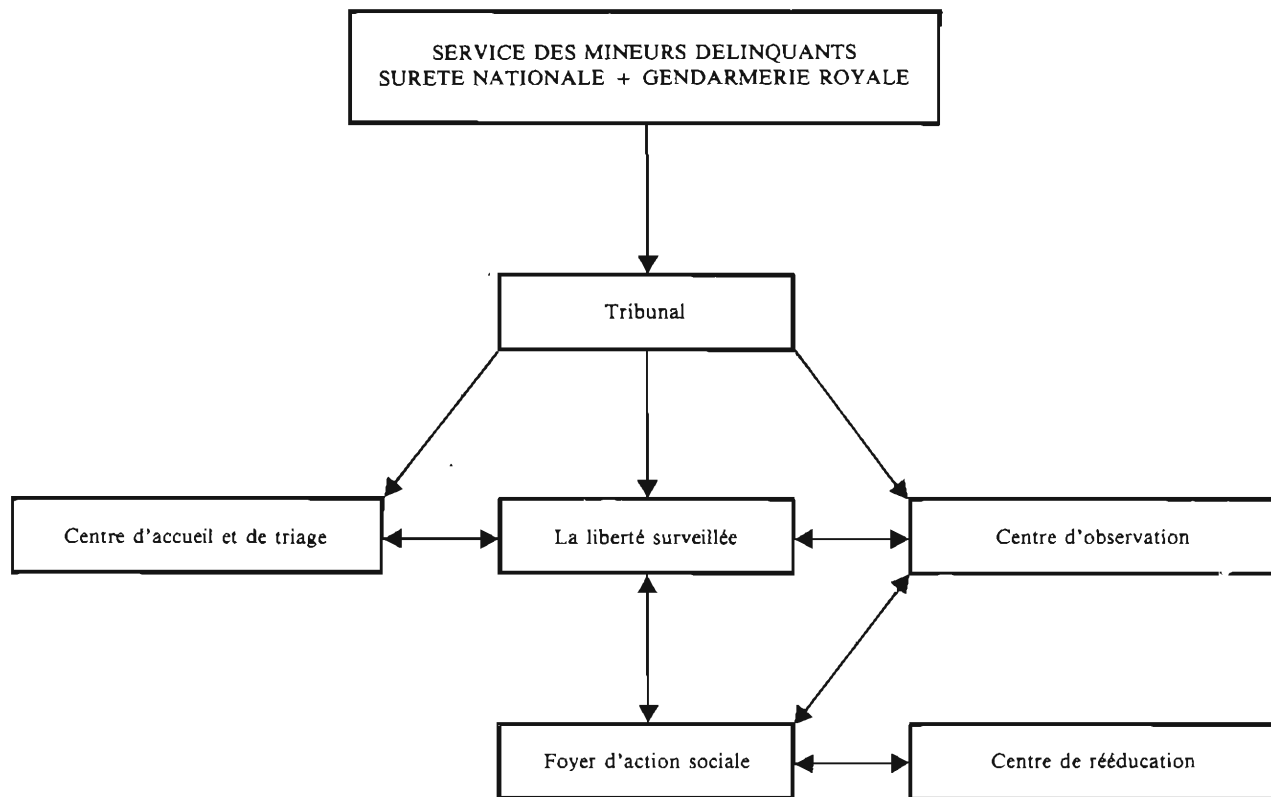 SERVICE DES MINEURS DELINQUANTS
SURETE NATIONALE + GENDARMERIE ROYALE
Tribunal
Centre d'accueil et de triage
La liberté surveillée
Centre d'observation
Foyer d'action sociale
Centre de rééducation